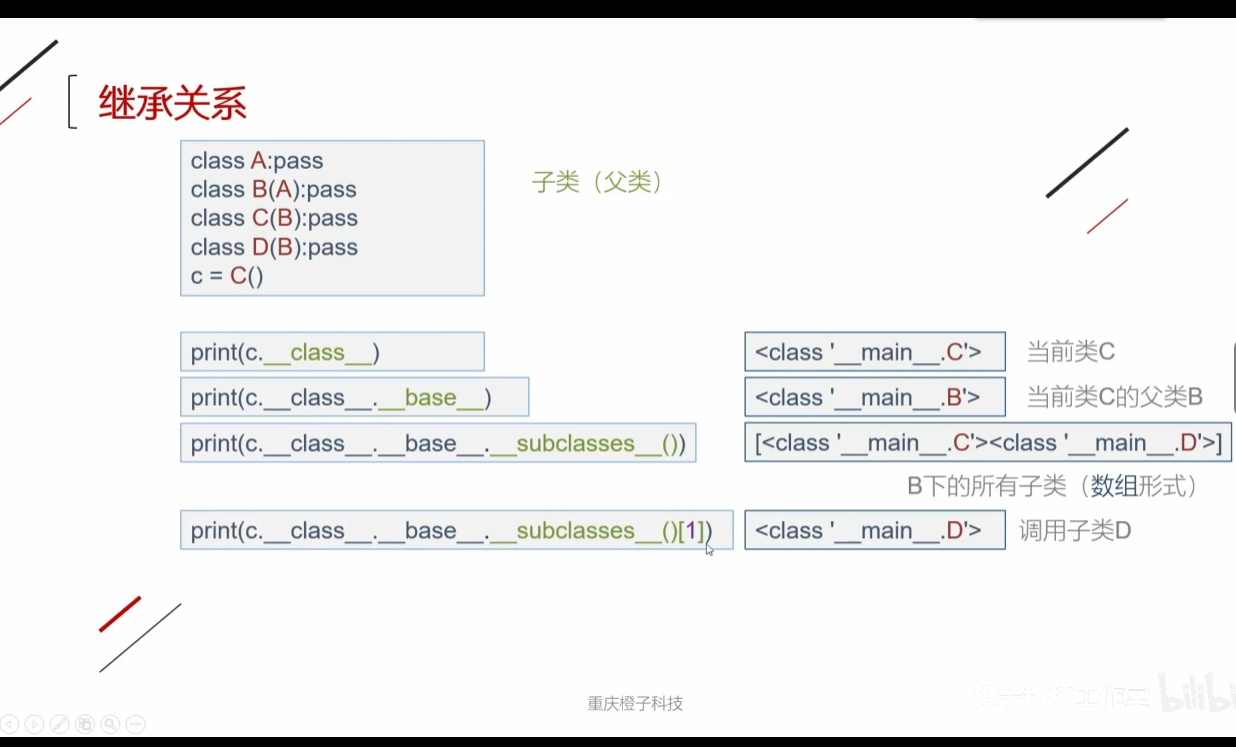 继承关系
class A:pass
class B(A):pass
class C(B):pass
class D(B):pass
c = C()
子类（父类）
print(c.__class__)
<class '__main__.C'>
当前类C
print(c.__class__.__base__)
<class '__main__.B'>
当前类C的父类B
print(c.__class__.__base__.__subclasses__())
[<class '__main__.C'><class '__main__.D'>]
B下的所有子类（数组形式）
print(c.__class__.__base__.__subclasses__()[1])
<class '__main__.D'>
调用子类D
重庆橙子科技